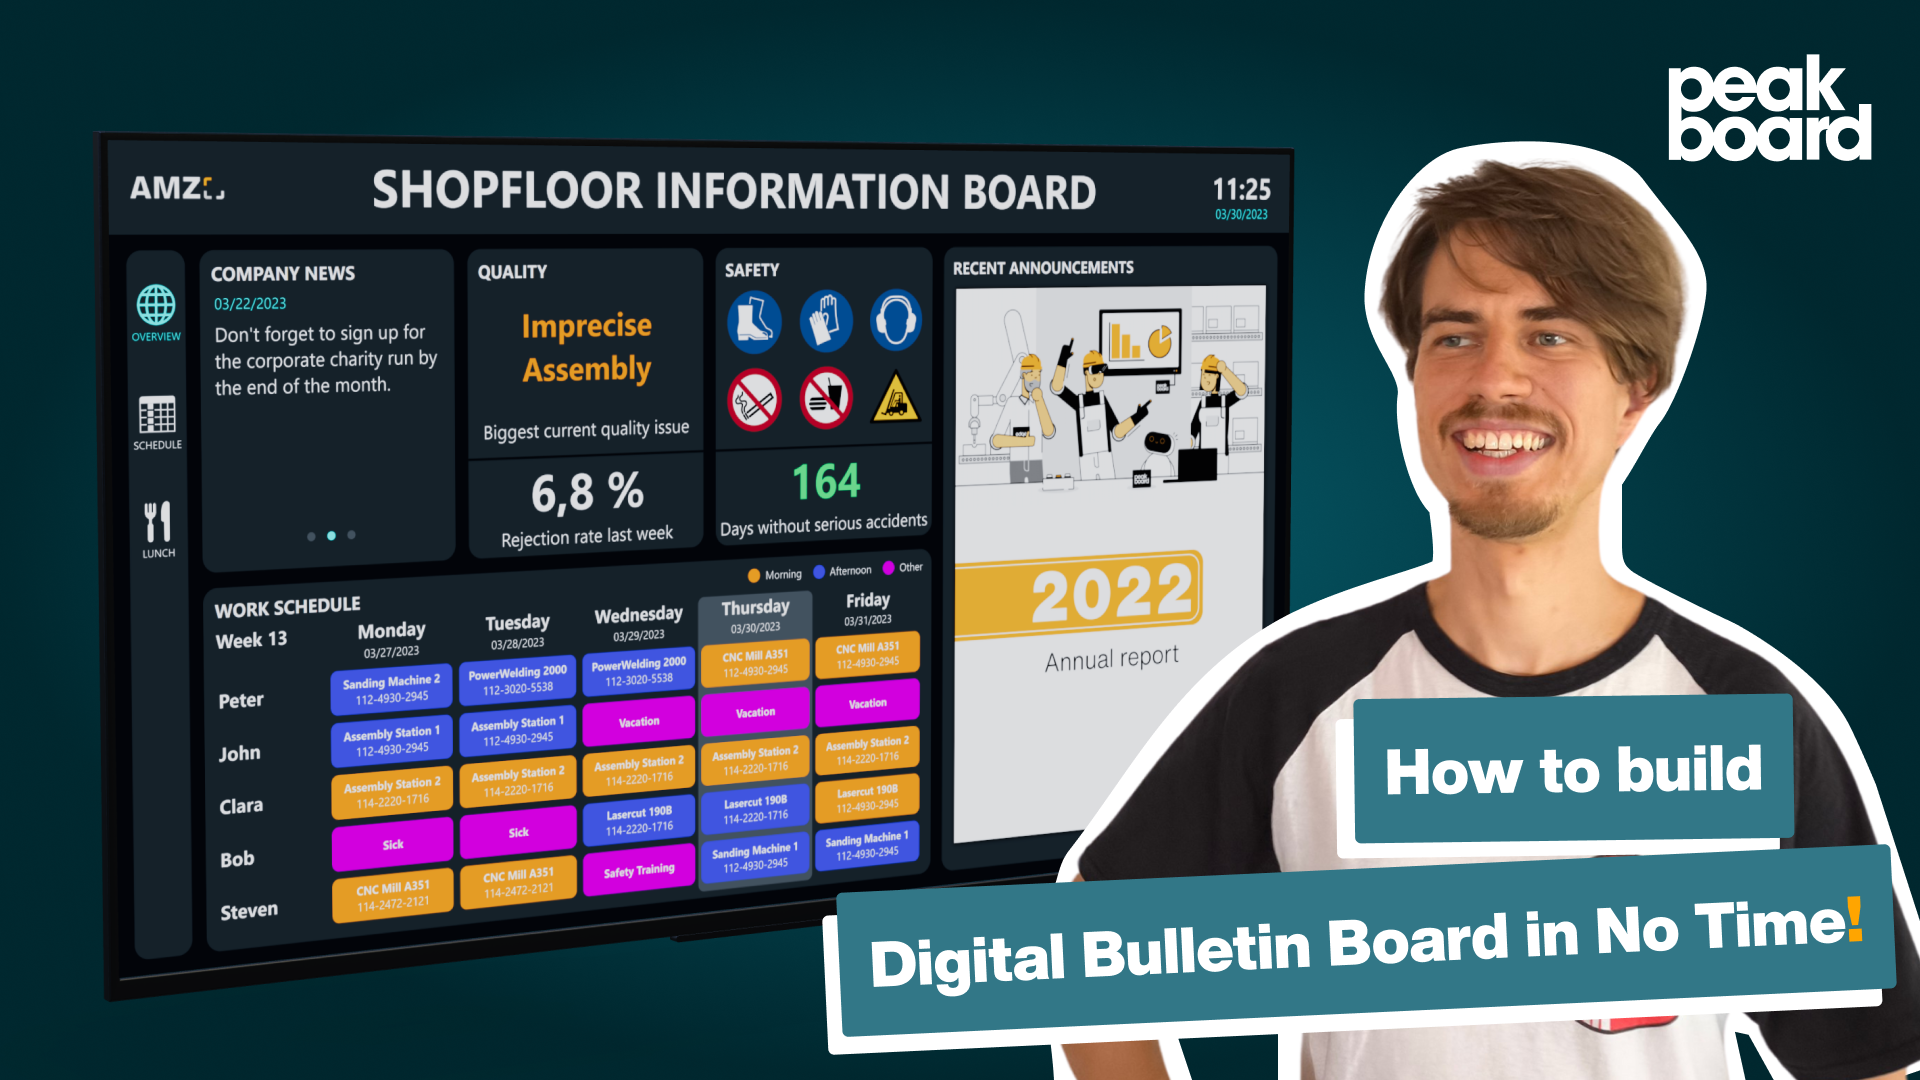 peak
board
AMZ
SHOPFLOOR INFORMATION BOARD
11:25
03/30/2023
OVERVIEW
SCHEDULE
LUNCH
COMPANY NEWS
03/22/2023
Don't forget to sign up for
the corporate charity run by
the end of the month.
QUALITY
Imprecise
Assembly
Biggest current quality issue
6,8 %
Rejection rate last week
SAFETY
164
Days without serious accidents
RECENT ANNOUNCEMENTS
peak
board
2022
Annual report
WORK SCHEDULE
Morning
Afternoon
Other
Week 13
Monday
03/27/2023
Tuesday
03/28/2023
Wednesday
03/29/2023
Thursday
03/30/2023
Friday
03/31/2023
Peter
Sanding Machine 2
112-4930-2945
PowerWelding 2000
112-3020-5538
PowerWelding 2000
112-3020-5538
CNC Mill A351
112-4930-2945
CNC Mill A351
112-4930-2945
John
Assembly Station 1
112-4930-2945
Assembly Station 1
112-4930-2945
Vacation
Vacation
Vacation
Clara
Assembly Station 2
114-2220-1716
Assembly Station 2
114-2220-1716
Assembly Station 2
114-2220-1716
Assembly Station 2
114-2220-1716
Assembly Station 2
114-2220-1716
Bob
Sick
Sick
Lasercut 190B
114-2220-1716
Lasercut 190B
114-2220-1716
Lasercut 190B
112-4930-2945
Steven
CNC Mill A351
114-2472-2121
CNC Mill A351
114-2472-2121
Safety Training
Sanding Machine 1
112-4930-2945
Sanding Machine 1
112-4930-2945
How to build
Digital Bulletin Board in No Time!